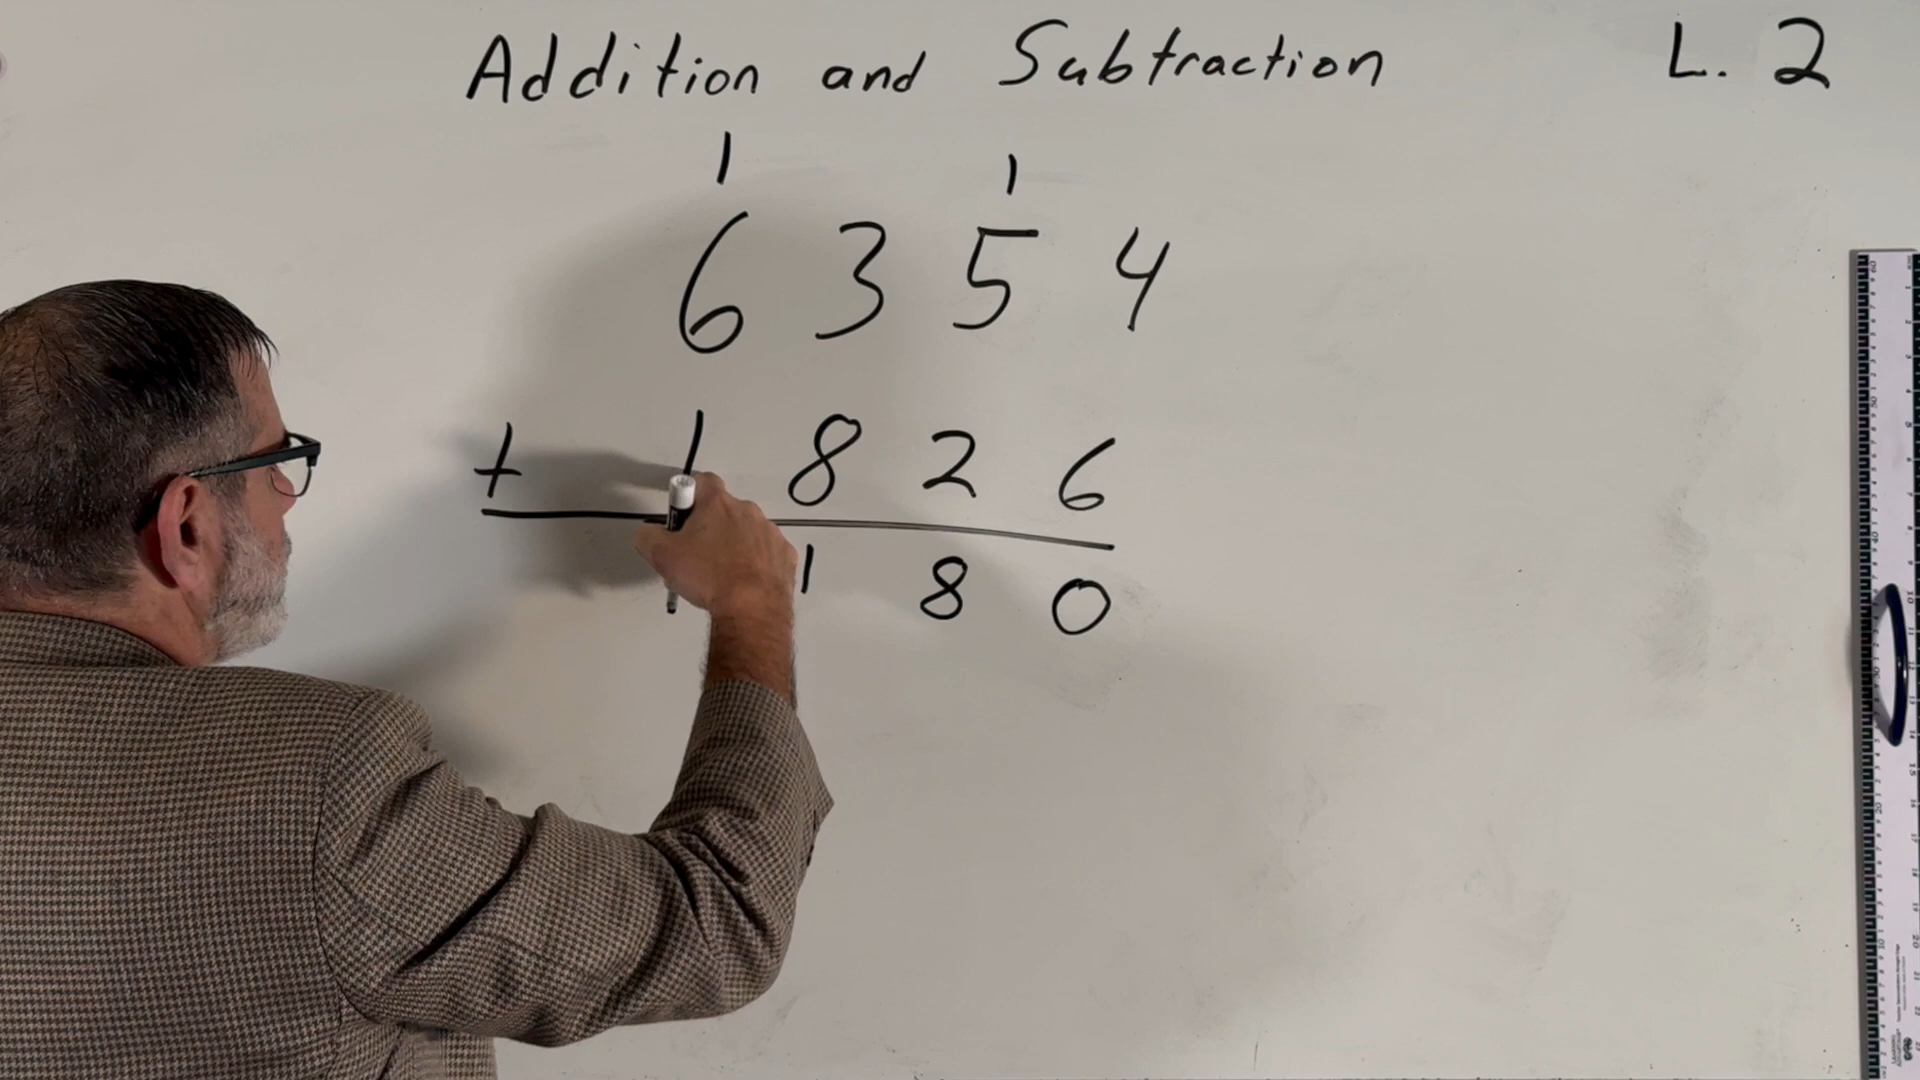 Addition and Subtraction L. 2
1 1
6 3 5 4
+ 1 8 2 6
1 8 0